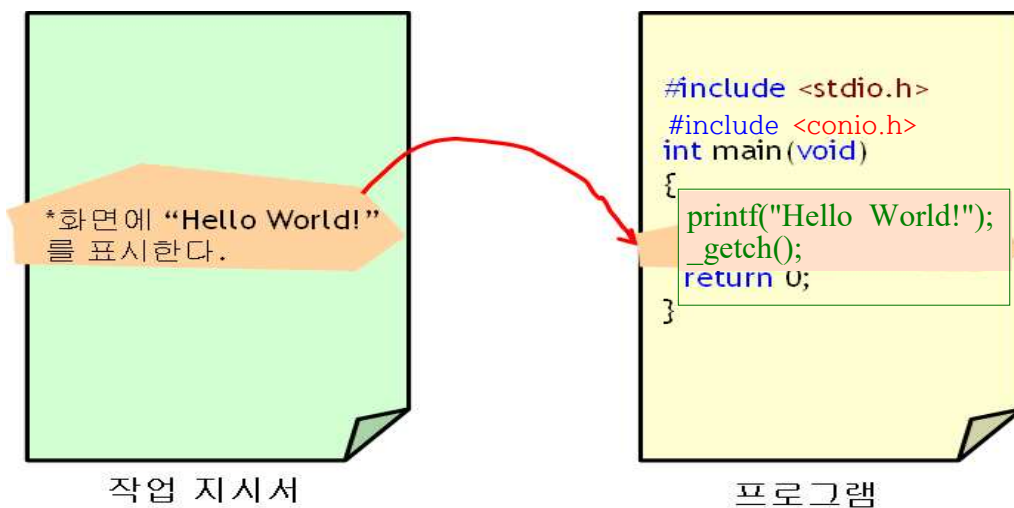 *화면에 “Hello World!”
를 표시한다.
작업 지시서
#include <stdio.h>
#include <conio.h>
int main(void)
{
printf("Hello World!");
_getch();
return 0;
}
프로그램